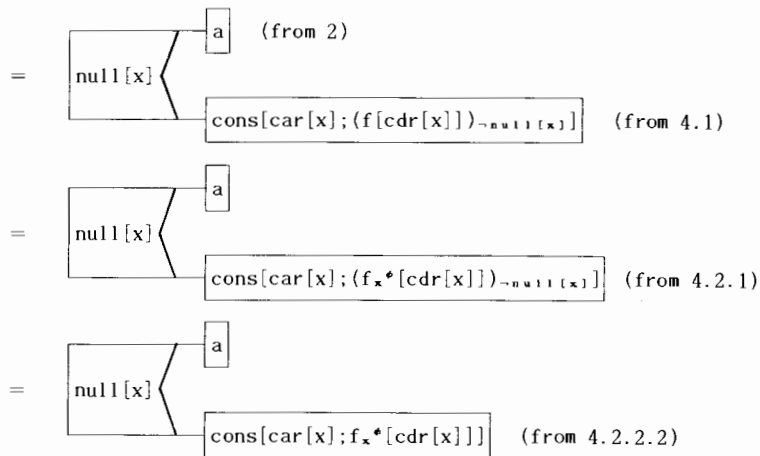 a (from 2)
= null[x]
cons[car[x];(f[cdr[x]])¬null[x]] (from 4.1)
a
= null[x]
cons[car[x];(fₓ*[cdr[x]])¬null[x]] (from 4.2.1)
a
= null[x]
cons[car[x];fₓ*[cdr[x]]] (from 4.2.2.2)